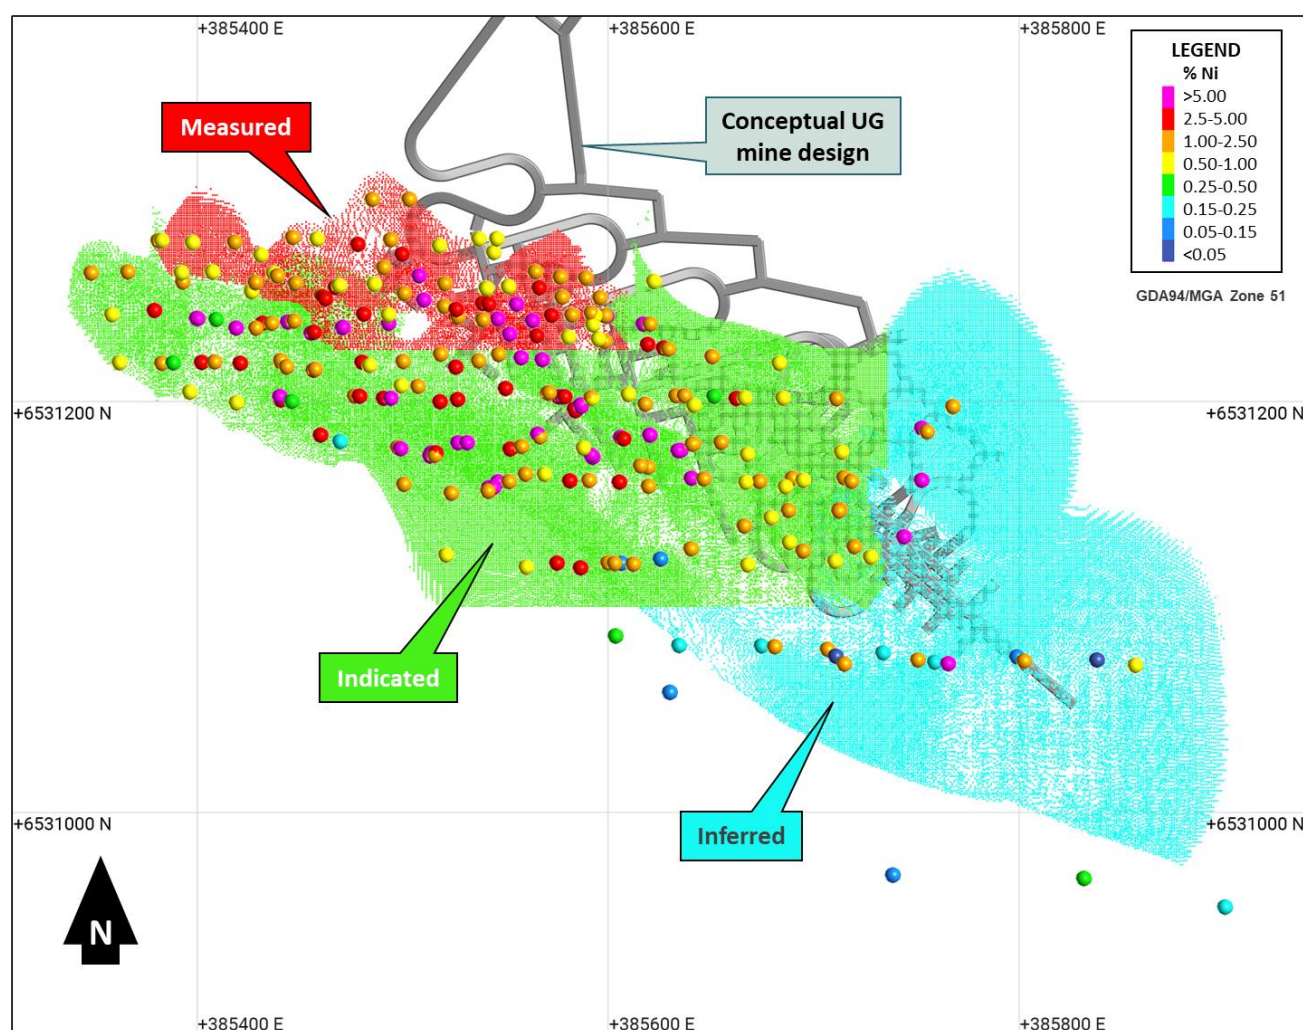 +385400 E
+385600 E
+385800 E
LEGEND
% Ni
>5.00
2.5-5.00
1.00-2.50
0.50-1.00
0.25-0.50
0.15-0.25
0.05-0.15
<0.05
GDA94/MGA Zone 51
Measured
Conceptual UG
mine design
+6531200 N
+6531200 N
Indicated
Inferred
+6531000 N
+6531000 N
N
+385400 E
+385600 E
+385800 E